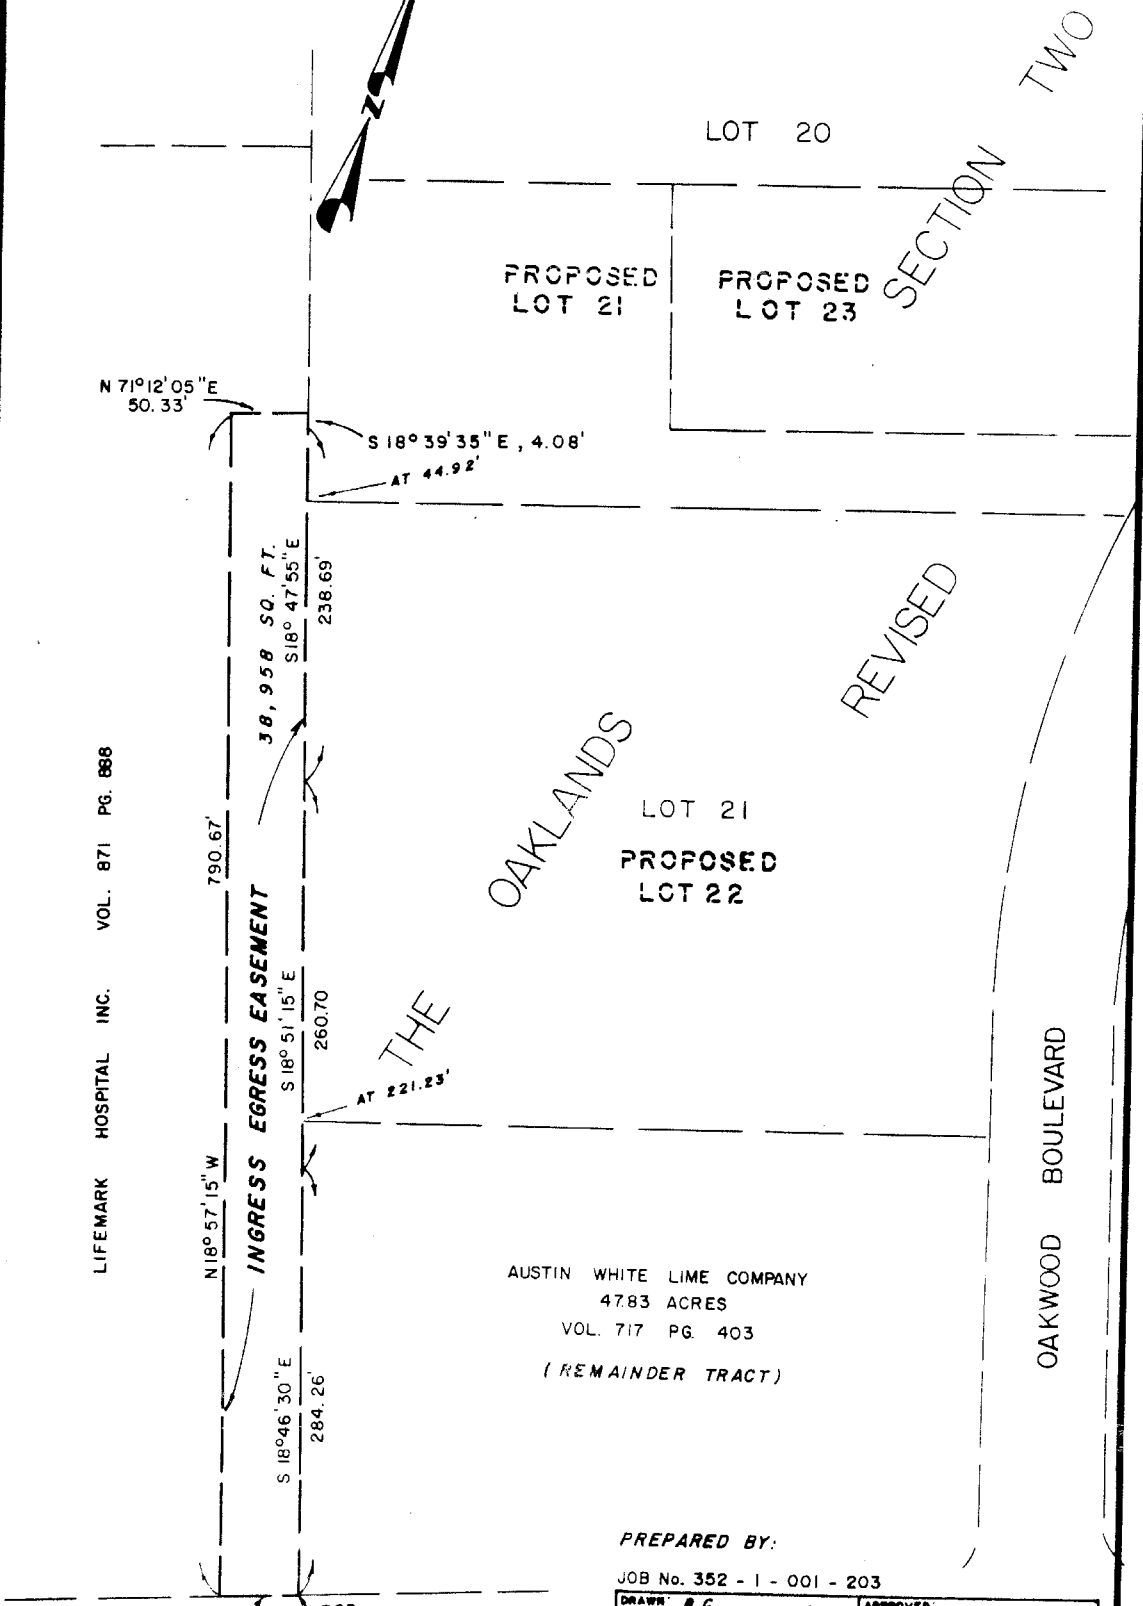 N
TWO
SECTION
LOT 20
PROPOSED
LOT 21
PROPOSED
LOT 23
N 71°12'05"E
50.33'
S 18°39'35"E, 4.08'
AT 44.92'
38,958 SQ. FT.
S18°47'55"E
238.69'
REVISED
OAKLANDS
THE
LOT 21
PROPOSED
LOT 22
LIFEMARK HOSPITAL INC. VOL. 871 PG. 888
790.67'
N18°57'15"W
INGRESS EGRESS EASEMENT
S 18°51'15"E
260.70
AT 221.23'
OAKWOOD BOULEVARD
AUSTIN WHITE LIME COMPANY
47.83 ACRES
VOL. 717 PG. 403
(REMAINDER TRACT)
S 18°46'30"E
284.26'
PREPARED BY:
JOB No. 352 - 1 - 001 - 203
DRAWN:
APPROVED: